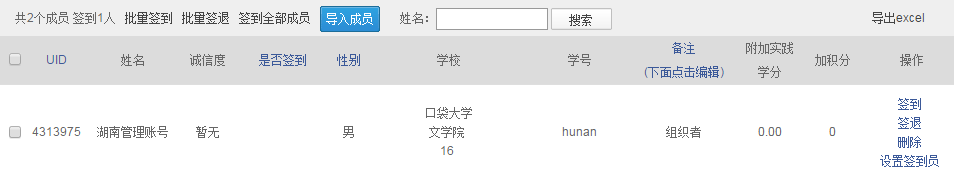 共2个成员 签到1人 批量签到 批量签退 签到全部成员 导入成员 姓名： 搜索 导出excel
UID 姓名 诚信度 是否签到 性别 学校 学号 备注 (下面点击编辑) 附加实践学分 加积分 操作
4313975 湖南管理账号 暂无 男 口袋大学 文学院 16 hunan 组织者 0.00 0 签到
签退
删除
设置签到员